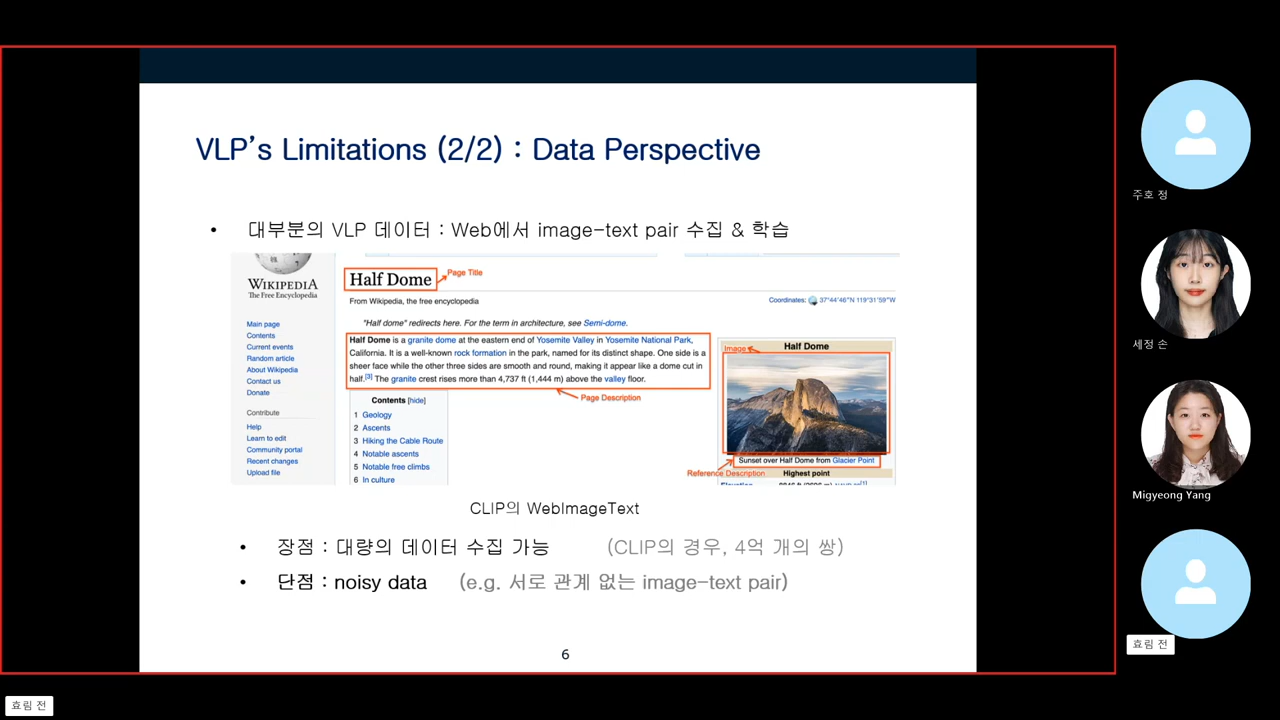 VLP's Limitations (2/2) : Data Perspective
• 대부분의 VLP 데이터 : Web에서 image-text pair 수집 & 학습
WIKIPEDIA
The Free Encyclopedia
Main page
Contents
Current events
Random article
About Wikipedia
Contact us
Donate
Contribute
Help
Learn to edit
Community portal
Recent changes
Upload file
Half Dome
Page Title
From Wikipedia, the free encyclopedia
Coordinates: 37°44′46″N 119°31′59″W
"Half dome" redirects here. For the term in architecture, see Semi-dome.
Half Dome is a granite dome at the eastern end of Yosemite Valley in Yosemite National Park,
California. It is a well-known rock formation in the park, named for its distinct shape. One side is a
sheer face while the other three sides are smooth and round, making it appear like a dome cut in
half.[3] The granite crest rises more than 4,737 ft (1,444 m) above the valley floor.
Page Description
Contents [hide]
1 Geology
2 Ascents
3 Hiking the Cable Route
4 Notable ascents
5 Notable free climbs
6 In culture
Image
Half Dome
Sunset over Half Dome from Glacier Point
Reference Description
Highest point
CLIP의 WebImageText
• 장점 : 대량의 데이터 수집 가능 (CLIP의 경우, 4억 개의 쌍)
• 단점 : noisy data (e.g. 서로 관계 없는 image-text pair)
6
주호 정
세정 손
Migyeong Yang
효림 전
효림 전